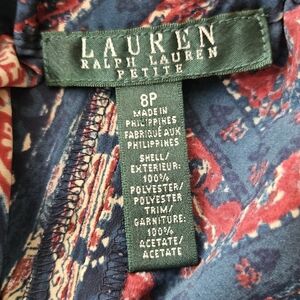 LAUREN
RALPH LAUREN
PETITE
8P
MADE IN
PHILIPPINES
FABRIQUÉ AUX
PHILIPPINES
SHELL/
EXTERIEUR:
100%
POLYESTER/
POLYESTER
TRIM/
GARNITURE:
100%
ACETATE/
ACETATE